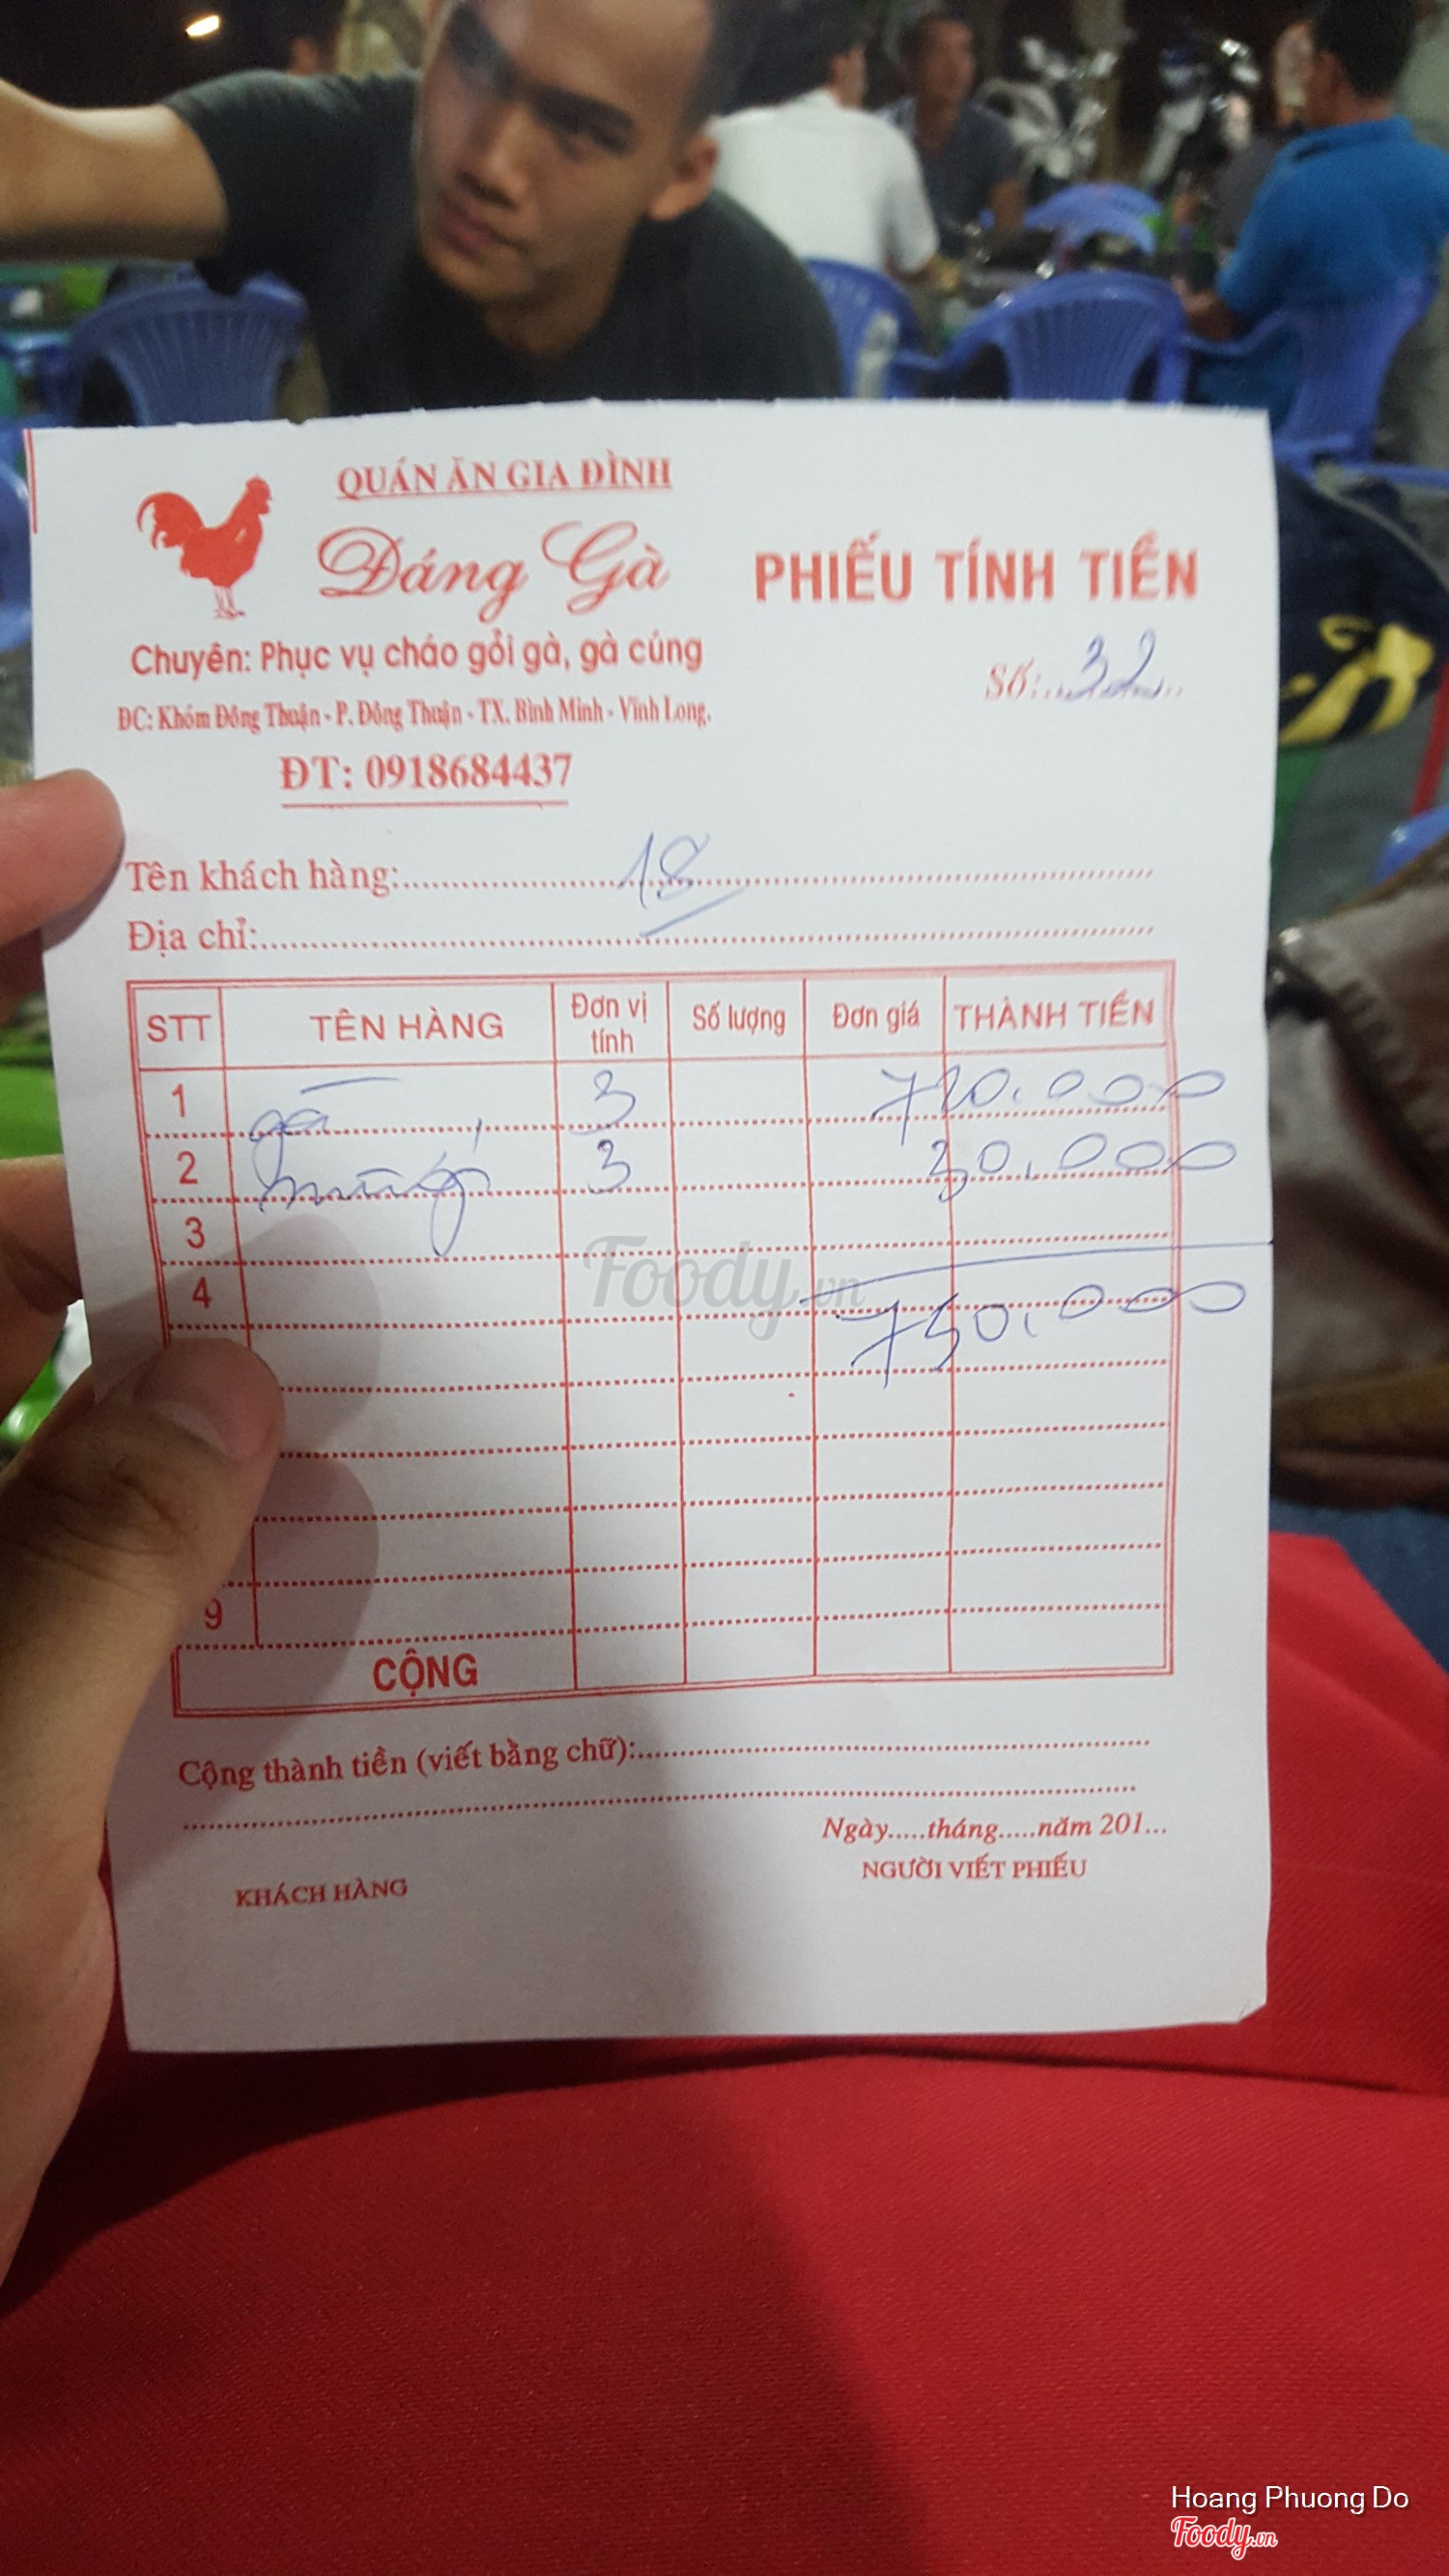 QUÁN ĂN GIA ĐÌNH
Đáng Gà
PHIẾU TÍNH TIỀN
Chuyên: Phục vụ cháo gỏi gà, gà cúng
Số: 32
ĐC: Khóm Đông Thuận - P. Đông Thuận - TX. Bình Minh - Vĩnh Long.
ĐT: 0918684437
Tên khách hàng: 18
Địa chỉ:
STT TÊN HÀNG Đơn vị tính Số lượng Đơn giá THÀNH TIỀN
1 gà 3 720.000
2 3 30.000
3
4
750.000
9
CỘNG
Cộng thành tiền (viết bằng chữ):
Ngày.....tháng.....năm 201...
KHÁCH HÀNG NGƯỜI VIẾT PHIẾU
Foody.vn
Hoang Phuong Do
Foody.vn